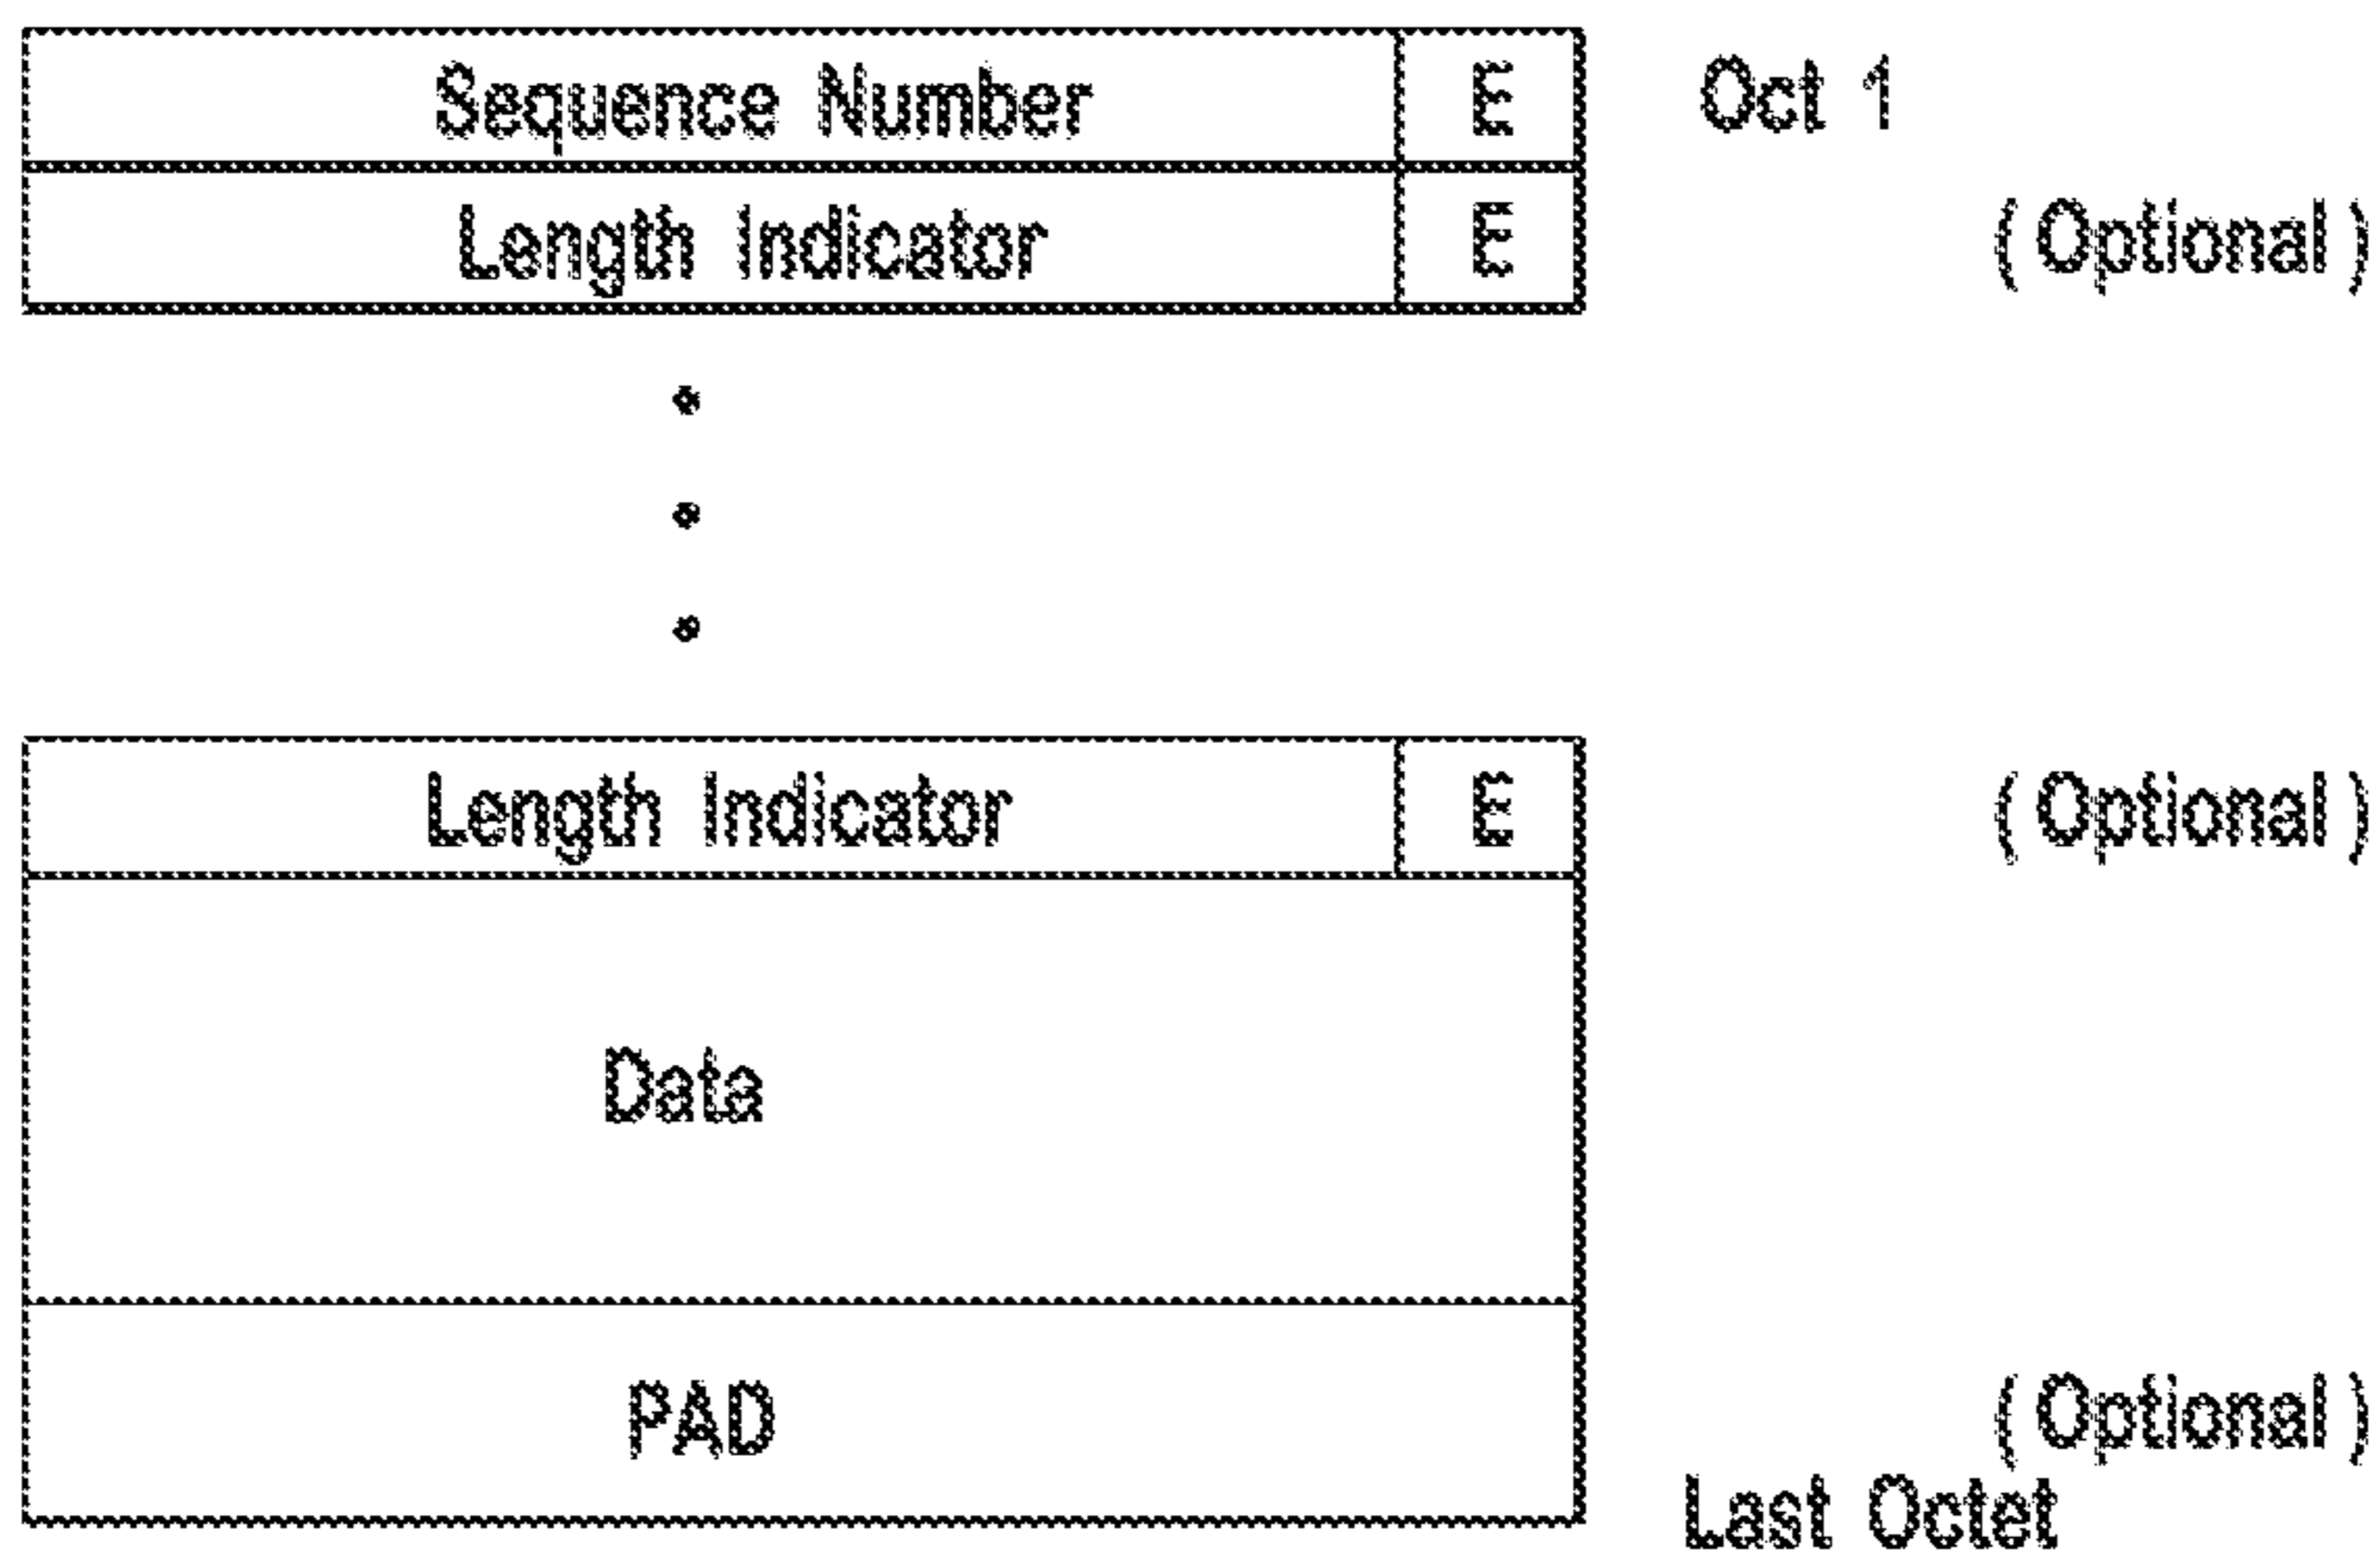 Sequence Number E Oct 1
Length Indicator E (Optional)
Length Indicator E (Optional)
Data
PAD (Optional)
Last Octet